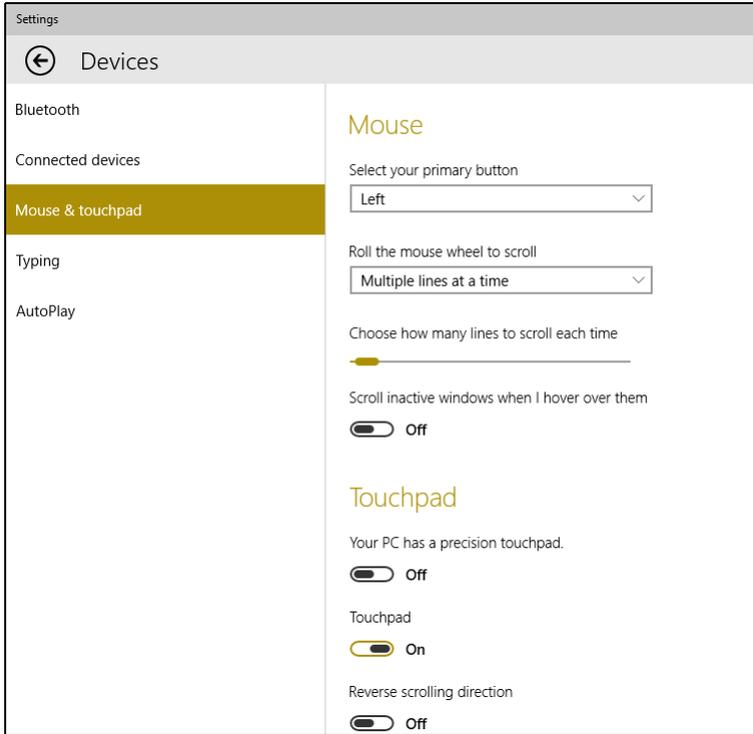 Settings
Devices
Bluetooth
Connected devices
Mouse & touchpad
Typing
AutoPlay
Mouse
Select your primary button
Left
Roll the mouse wheel to scroll
Multiple lines at a time
Choose how many lines to scroll each time
Scroll inactive windows when I hover over them
Off
Touchpad
Your PC has a precision touchpad.
Off
Touchpad
On
Reverse scrolling direction
Off